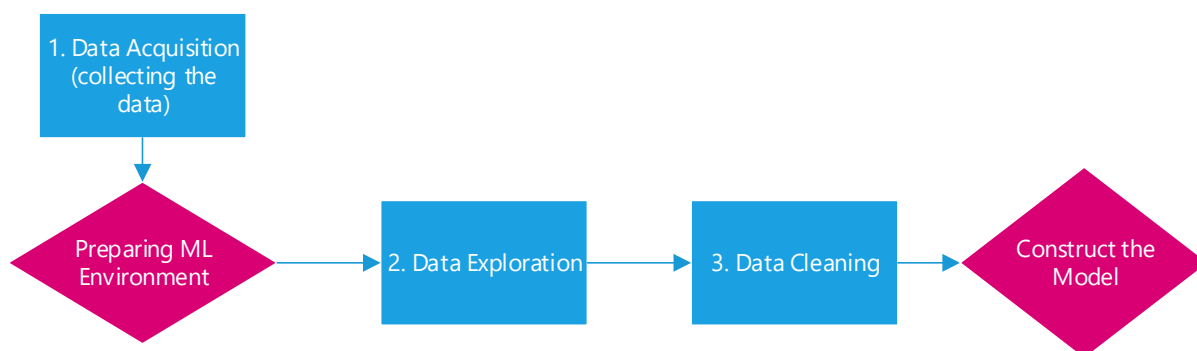 1. Data Acquisition
(collecting the
data)
Preparing ML
Environment
2. Data Exploration
3. Data Cleaning
Construct the
Model